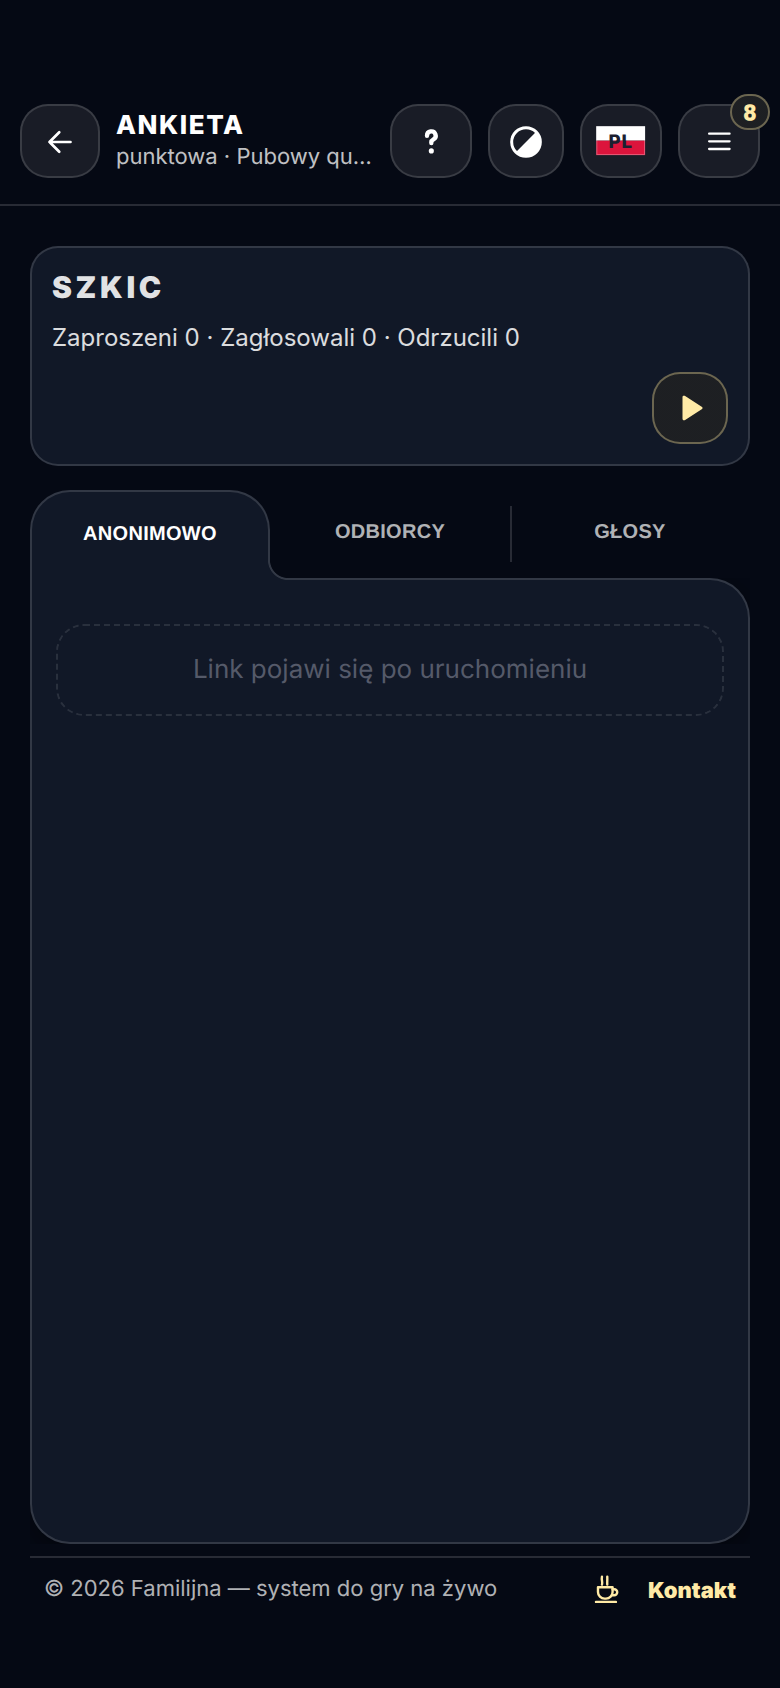 ANKIETA
punktowa · Pubowy qu...
?
PL
8
SZKIC
Zaproszeni 0 · Zagłosowali 0 · Odrzucili 0
ANONIMOWO
ODBIORCY
GŁOSY
Link pojawi się po uruchomieniu
© 2026 Familijna — system do gry na żywo
Kontakt